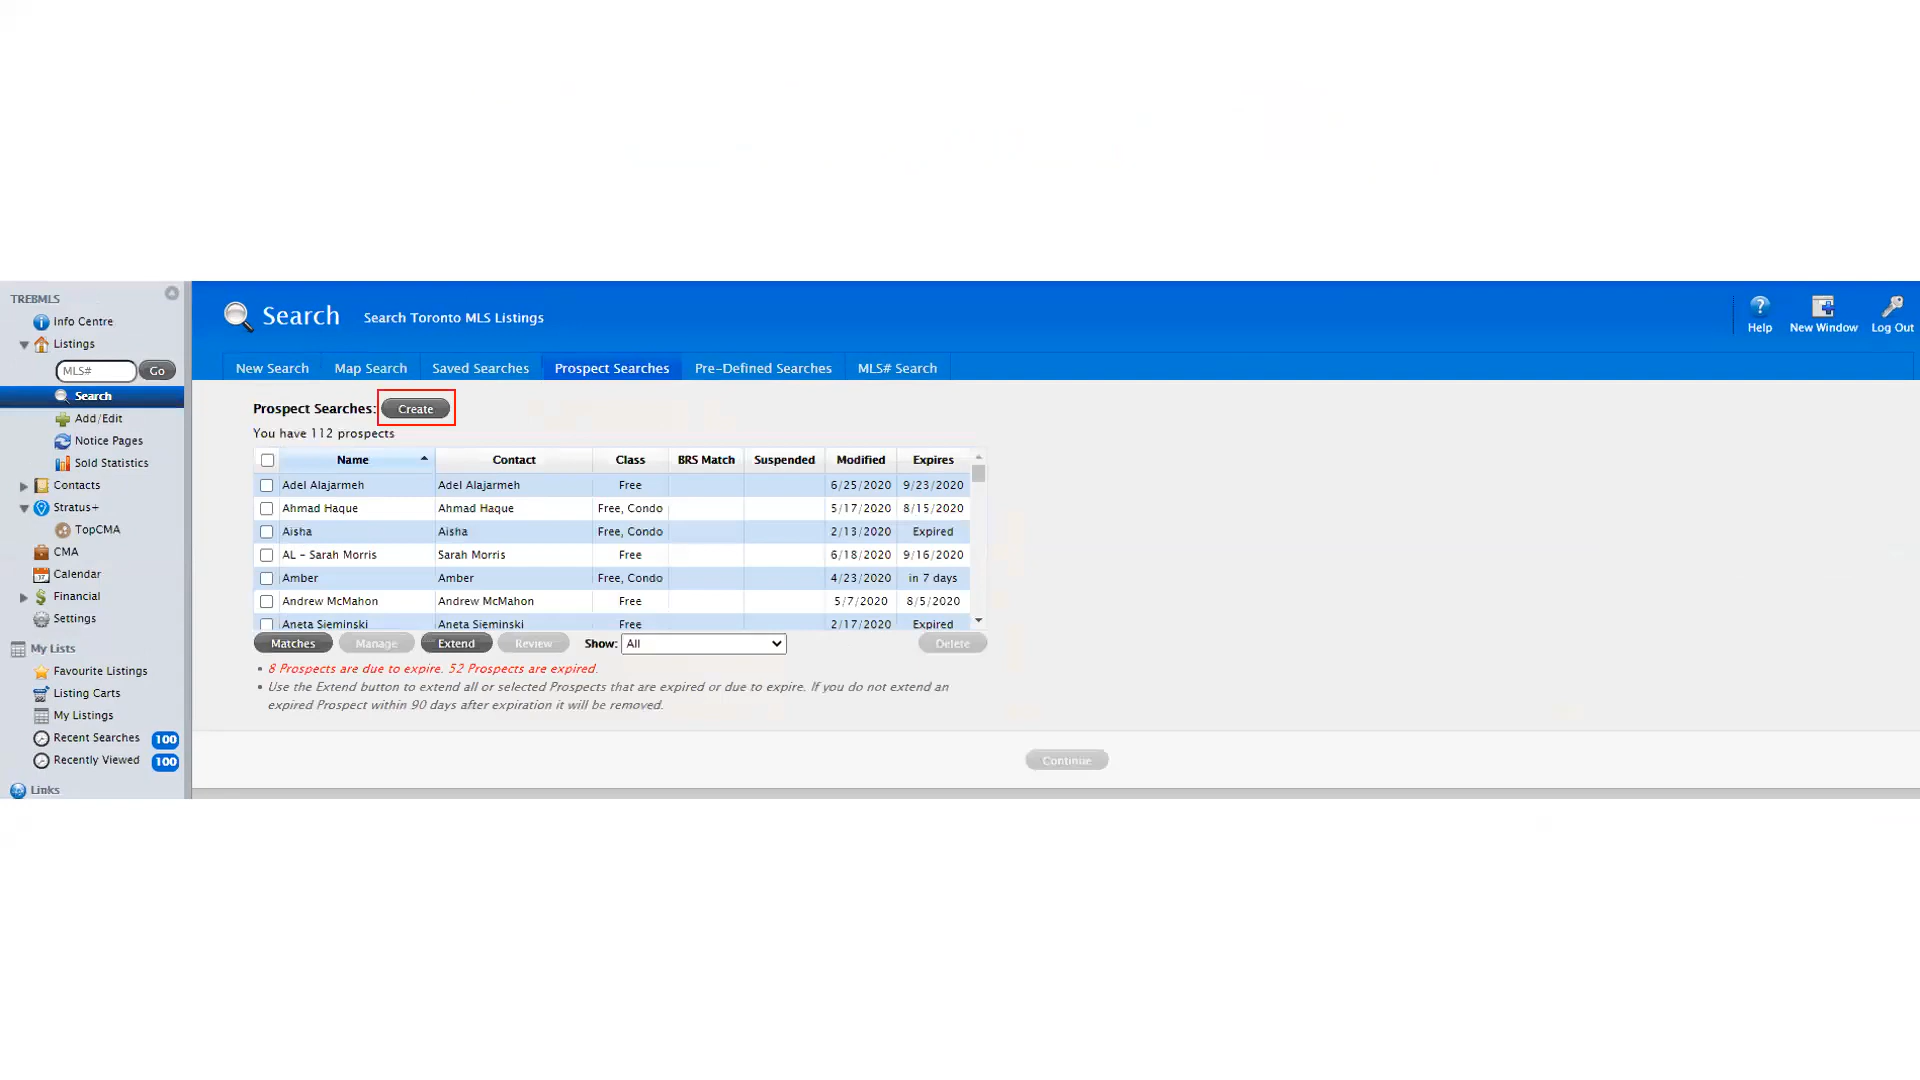 TREBMLS
Info Centre
Listings
MLS# Go
Search
Add/Edit
Notice Pages
Sold Statistics
Contacts
Stratus+
TopCMA
CMA
Calendar
Financial
Settings
My Lists
Favourite Listings
Listing Carts
My Listings
Recent Searches 100
Recently Viewed 100
Links
Search Search Toronto MLS Listings
Help New Window Log Out
New Search Map Search Saved Searches Prospect Searches Pre-Defined Searches MLS# Search
Prospect Searches: Create
You have 112 prospects
Name Contact Class BRS Match Suspended Modified Expires
Adel Alajarmeh Adel Alajarmeh Free 6/25/2020 9/23/2020
Ahmad Haque Ahmad Haque Free, Condo 5/17/2020 8/15/2020
Aisha Aisha Free, Condo 2/13/2020 Expired
AL - Sarah Morris Sarah Morris Free 6/18/2020 9/16/2020
Amber Amber Free, Condo 4/23/2020 in 7 days
Andrew McMahon Andrew McMahon Free 5/7/2020 8/5/2020
Aneta Sieminski Aneta Sieminski Free 2/17/2020 Expired
Matches Manage Extend Review Show: All Delete
• 8 Prospects are due to expire. 52 Prospects are expired.
• Use the Extend button to extend all or selected Prospects that are expired or due to expire. If you do not extend an
expired Prospect within 90 days after expiration it will be removed.
Continue